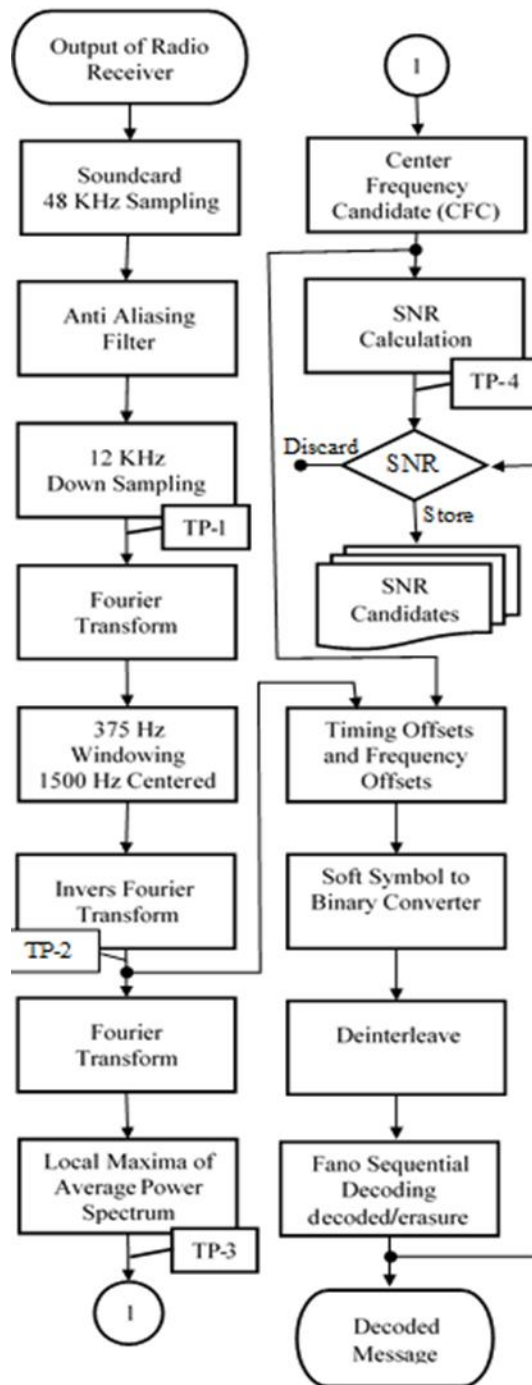 Output of Radio
Receiver
Soundcard
48 KHz Sampling
Anti Aliasing
Filter
12 KHz
Down Sampling
TP-1
Fourier
Transform
375 Hz
Windowing
1500 Hz Centered
Invers Fourier
Transform
TP-2
Fourier
Transform
Local Maxima of
Average Power
Spectrum
TP-3
1
1
Center
Frequency
Candidate (CFC)
SNR
Calculation
TP-4
Discard
SNR
Store
SNR
Candidates
Timing Offsets
and Frequency
Offsets
Soft Symbol to
Binary Converter
Deinterleave
Fano Sequential
Decoding
decoded/erasure
Decoded
Message